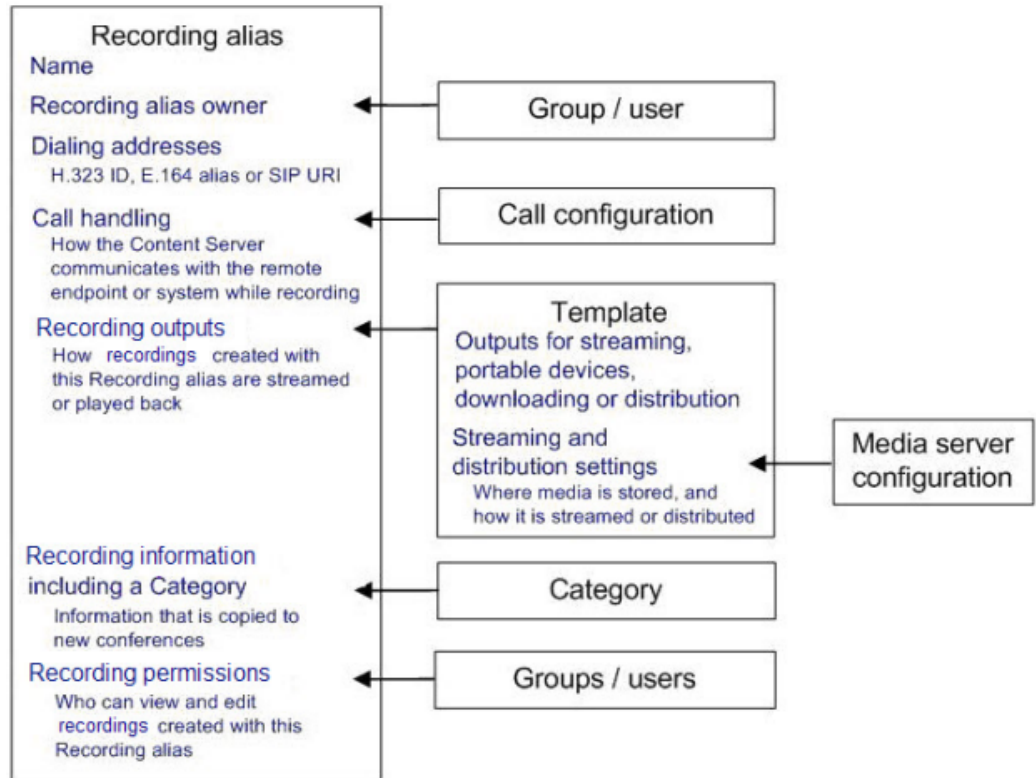 Recording alias
Name
Recording alias owner
Dialing addresses
H.323 ID, E.164 alias or SIP URI
Call handling
How the Content Server
communicates with the remote
endpoint or system while recording
Recording outputs
How recordings created with
this Recording alias are streamed
or played back
Recording information
including a Category
Information that is copied to
new conferences
Recording permissions
Who can view and edit
recordings created with this
Recording alias
Group / user
Call configuration
Template
Outputs for streaming,
portable devices,
downloading or distribution
Streaming and
distribution settings
Where media is stored, and
how it is streamed or distributed
Media server
configuration
Category
Groups / users